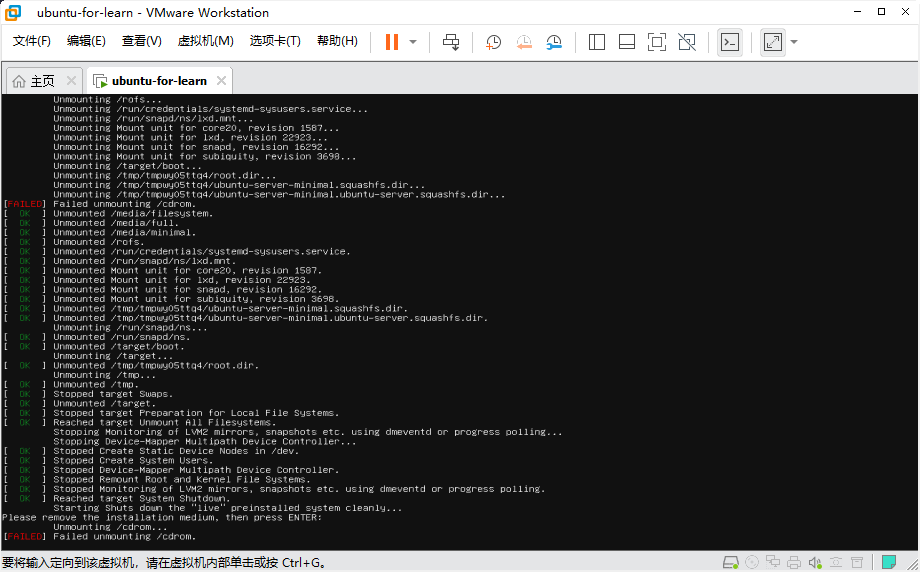 ubuntu-for-learn - VMware Workstation
文件(F) 编辑(E) 查看(V) 虚拟机(M) 选项卡(T) 帮助(H)
主页 ubuntu-for-learn
Unmounting /rofs...
Unmounting /run/credentials/systemd-sysusers.service...
Unmounting /run/snapd/ns/lxd.mnt...
Unmounting Mount unit for core20, revision 1587...
Unmounting Mount unit for lxd, revision 22923...
Unmounting Mount unit for snapd, revision 16292...
Unmounting Mount unit for subiquity, revision 3698...
Unmounting /target/boot...
Unmounting /tmp/tmpwy05ttq4/root.dir...
Unmounting /tmp/tmpwy05ttq4/ubuntu-server-minimal.squashfs.dir...
Unmounting /tmp/tmpwy05ttq4/ubuntu-server-minimal.ubuntu-server.squashfs.dir...
[FAILED] Failed unmounting /cdrom.
[  OK  ] Unmounted /media/filesystem.
[  OK  ] Unmounted /media/full.
[  OK  ] Unmounted /media/minimal.
[  OK  ] Unmounted /rofs.
[  OK  ] Unmounted /run/credentials/systemd-sysusers.service.
[  OK  ] Unmounted /run/snapd/ns/lxd.mnt.
[  OK  ] Unmounted Mount unit for core20, revision 1587.
[  OK  ] Unmounted Mount unit for lxd, revision 22923.
[  OK  ] Unmounted Mount unit for snapd, revision 16292.
[  OK  ] Unmounted Mount unit for subiquity, revision 3698.
[  OK  ] Unmounted /tmp/tmpwy05ttq4/ubuntu-server-minimal.squashfs.dir.
[  OK  ] Unmounted /tmp/tmpwy05ttq4/ubuntu-server-minimal.ubuntu-server.squashfs.dir.
Unmounting /run/snapd/ns...
[  OK  ] Unmounted /run/snapd/ns.
[  OK  ] Unmounted /target/boot.
Unmounting /target...
[  OK  ] Unmounted /tmp/tmpwy05ttq4/root.dir.
Unmounting /tmp...
[  OK  ] Unmounted /tmp.
[  OK  ] Stopped target Swaps.
[  OK  ] Unmounted /target.
[  OK  ] Stopped target Preparation for Local File Systems.
[  OK  ] Reached target Unmount All Filesystems.
Stopping Monitoring of LVM2 mirrors, snapshots etc. using dmeventd or progress polling...
Stopping Device-Mapper Multipath Device Controller...
[  OK  ] Stopped Create Static Device Nodes in /dev.
[  OK  ] Stopped Create System Users.
[  OK  ] Stopped Device-Mapper Multipath Device Controller.
[  OK  ] Stopped Remount Root and Kernel File Systems.
[  OK  ] Stopped Monitoring of LVM2 mirrors, snapshots etc. using dmeventd or progress polling.
[  OK  ] Reached target System Shutdown.
Starting Shuts down the "live" preinstalled system cleanly...
Please remove the installation medium, then press ENTER:
Unmounting /cdrom...
[FAILED] Failed unmounting /cdrom.
要将输入定向到该虚拟机，请在虚拟机内部单击或按 Ctrl+G。